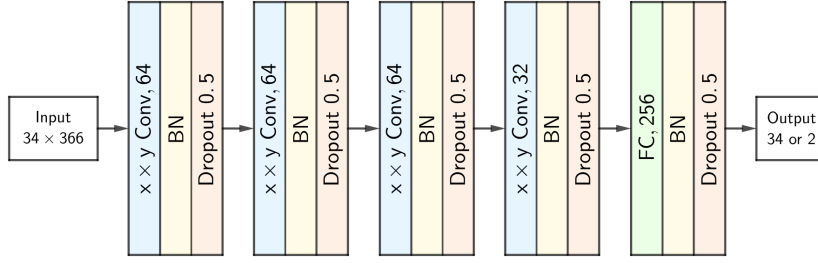 Input
34 × 366
x × y Conv, 64
BN
Dropout 0.5
x × y Conv, 64
BN
Dropout 0.5
x × y Conv, 64
BN
Dropout 0.5
x × y Conv, 32
BN
Dropout 0.5
FC, 256
BN
Dropout 0.5
Output
34 or 2